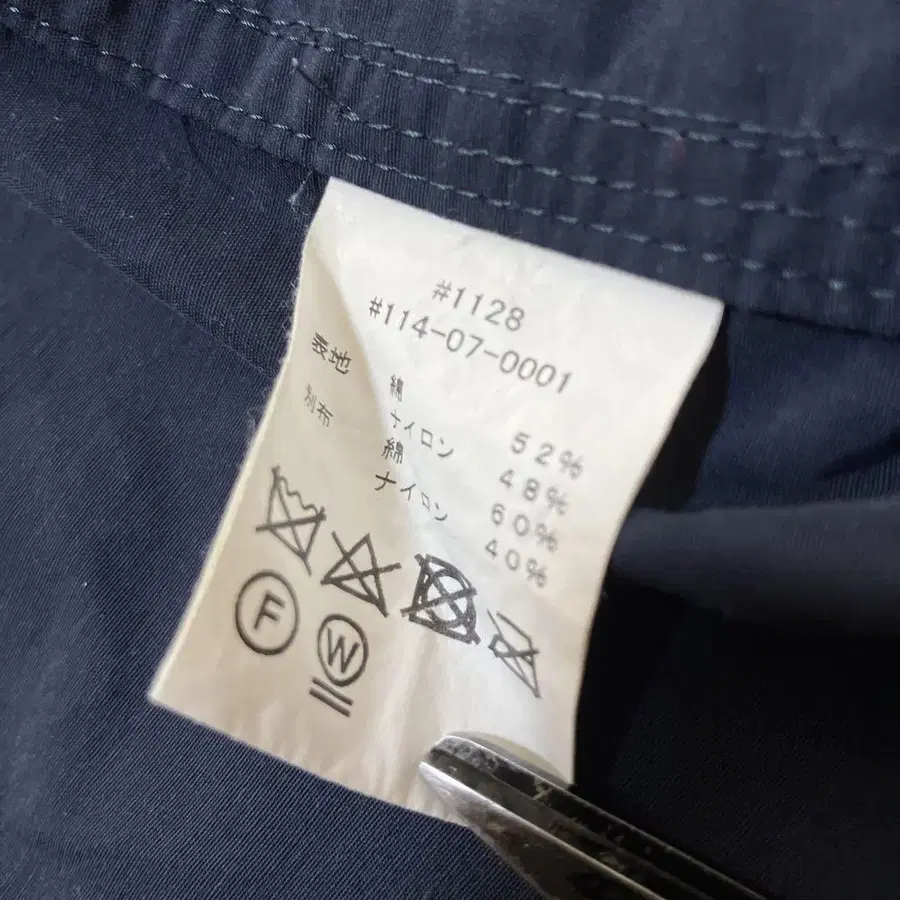 #1128
#114-07-0001
表地 綿 52%
ナイロン 48%
別布 綿 60%
ナイロン 40%
F
W